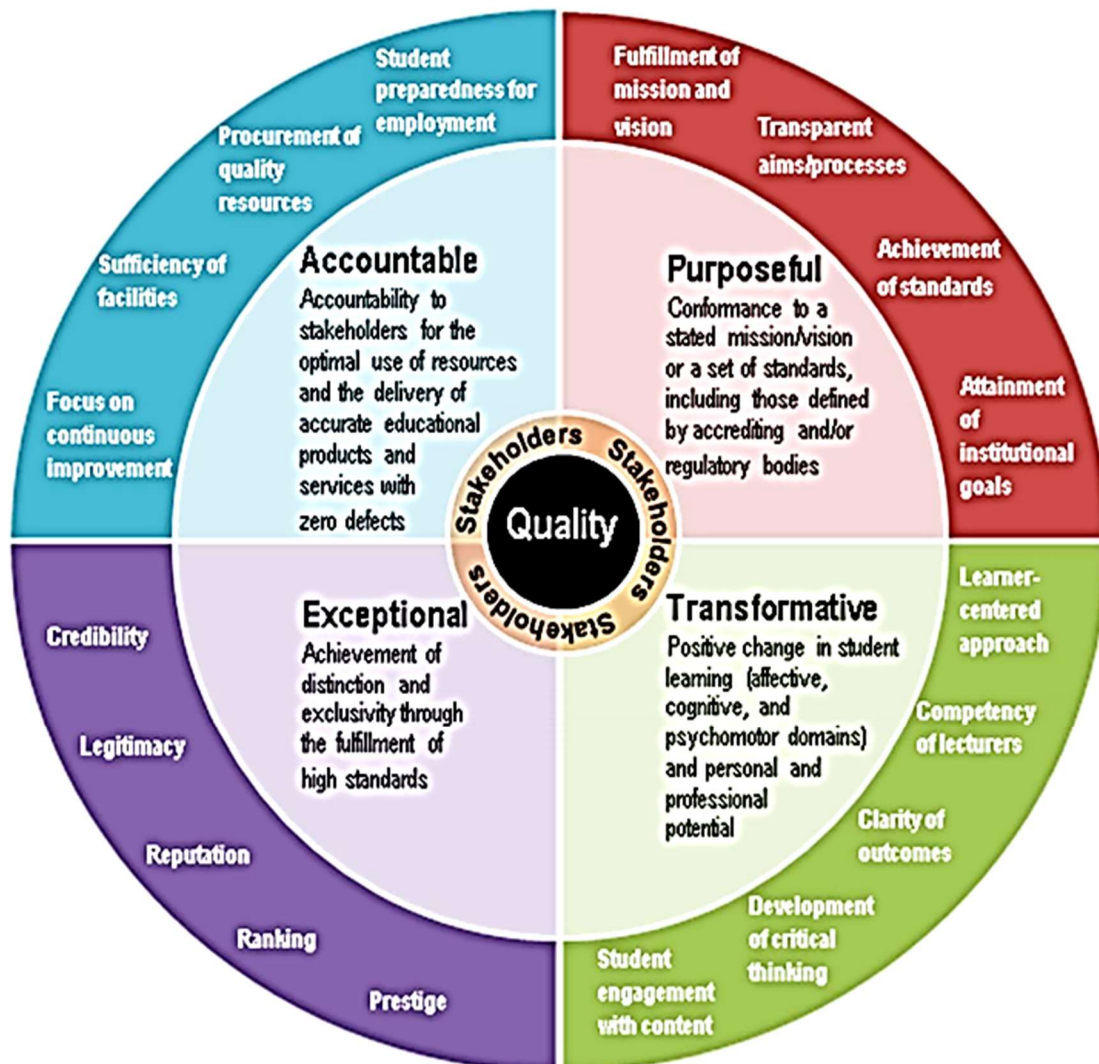 Student
preparedness for
employment
Procurement of
quality
resources
Sufficiency of
facilities
Focus on
continuous
improvement
Fulfillment of
mission and
vision
Transparent
aims/processes
Achievement
of standards
Attainment
of
institutional
goals
Accountable
Accountability to
stakeholders for the
optimal use of resources
and the delivery of
accurate educational
products and
services with
zero defects
Purposeful
Conformance to a
stated mission/vision
or a set of standards,
including those defined
by accrediting and/or
regulatory bodies
Stakeholders
Stakeholders
Stakeholders
Quality
Exceptional
Achievement of
distinction and
exclusivity through
the fulfillment of
high standards
Transformative
Positive change in student
learning (affective,
cognitive, and
psychomotor domains)
and personal and
professional
potential
Credibility
Legitimacy
Reputation
Ranking
Prestige
Learner-
centered
approach
Competency
of lecturers
Clarity of
outcomes
Development
of critical
thinking
Student
engagement
with content